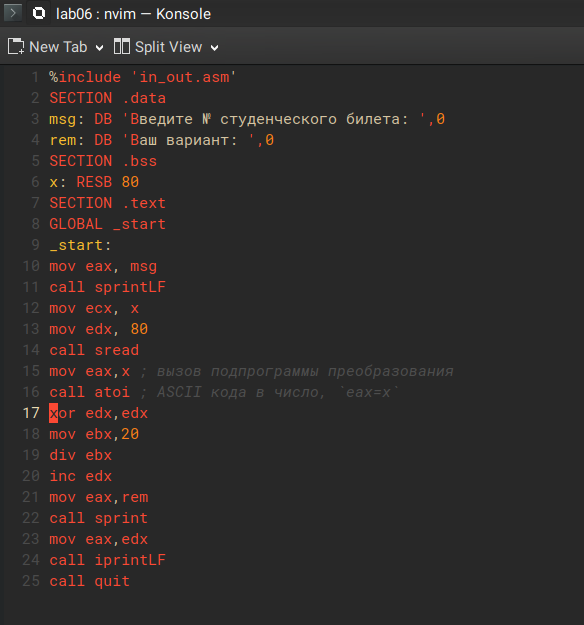 lab06 : nvim — Konsole
New Tab Split View
1 %include 'in_out.asm'
2 SECTION .data
3 msg: DB 'Введите № студенческого билета: ',0
4 rem: DB 'Ваш вариант: ',0
5 SECTION .bss
6 x: RESB 80
7 SECTION .text
8 GLOBAL _start
9 _start:
10 mov eax, msg
11 call sprintLF
12 mov ecx, x
13 mov edx, 80
14 call sread
15 mov eax,x ; вызов подпрограммы преобразования
16 call atoi ; ASCII кода в число, `eax=x`
17 xor edx,edx
18 mov ebx,20
19 div ebx
20 inc edx
21 mov eax,rem
22 call sprint
23 mov eax,edx
24 call iprintLF
25 call quit